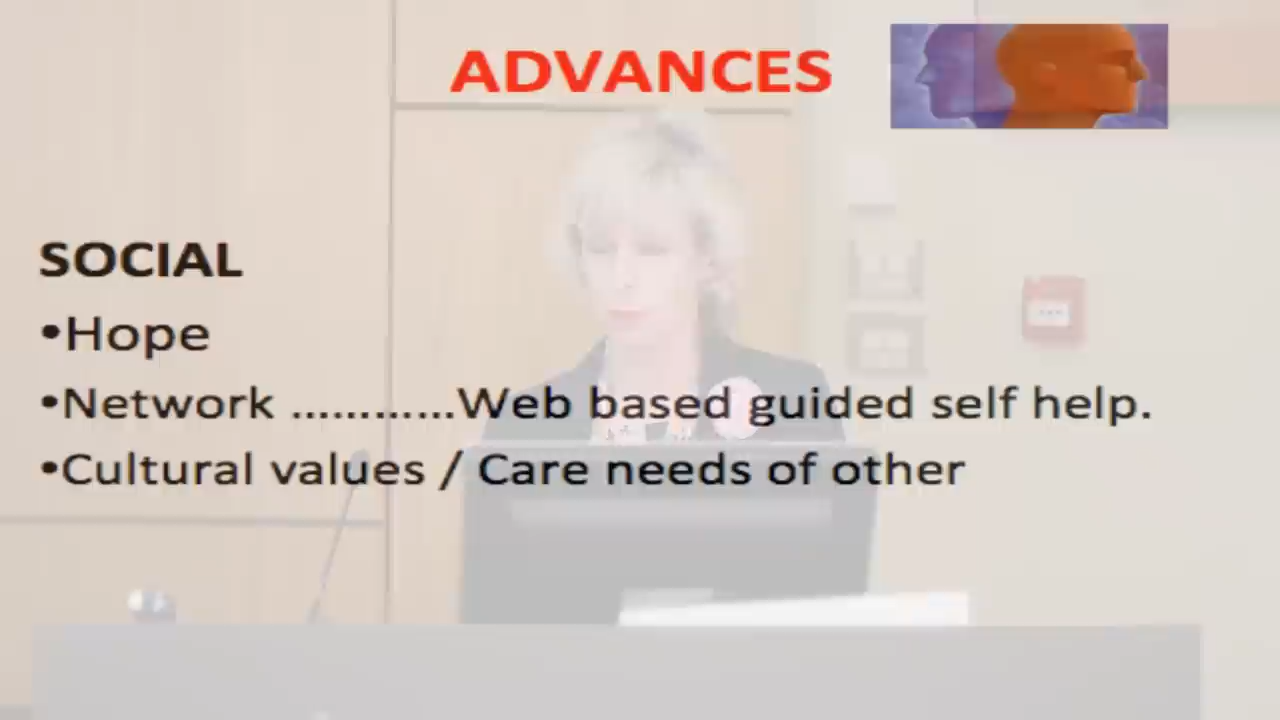 ADVANCES
SOCIAL
•Hope
•Network ............Web based guided self help.
•Cultural values / Care needs of other